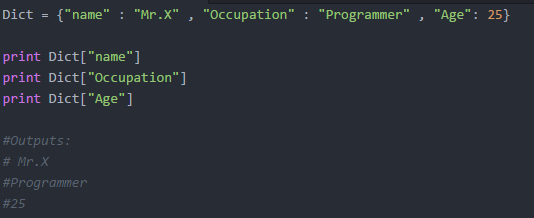 Dict = {"name" : "Mr.X" , "Occupation" : "Programmer" , "Age": 25}
print Dict["name"]
print Dict["Occupation"]
print Dict["Age"]
#Outputs:
# Mr.X
#Programmer
#25